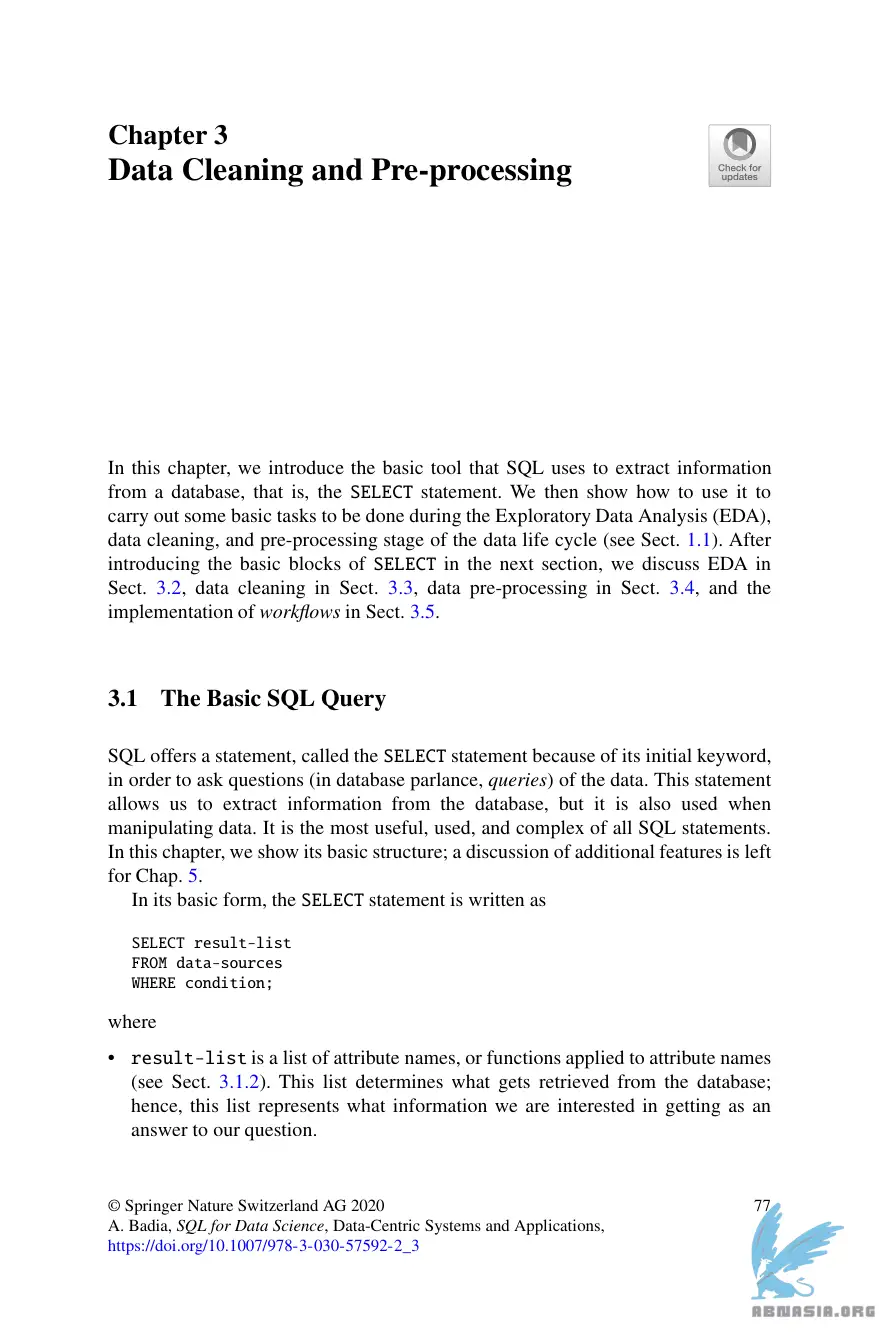 Chapter 3
Data Cleaning and Pre-processing
Check for
updates
In this chapter, we introduce the basic tool that SQL uses to extract information
from a database, that is, the SELECT statement. We then show how to use it to
carry out some basic tasks to be done during the Exploratory Data Analysis (EDA),
data cleaning, and pre-processing stage of the data life cycle (see Sect. 1.1). After
introducing the basic blocks of SELECT in the next section, we discuss EDA in
Sect. 3.2, data cleaning in Sect. 3.3, data pre-processing in Sect. 3.4, and the
implementation of workflows in Sect. 3.5.
3.1 The Basic SQL Query
SQL offers a statement, called the SELECT statement because of its initial keyword,
in order to ask questions (in database parlance, queries) of the data. This statement
allows us to extract information from the database, but it is also used when
manipulating data. It is the most useful, used, and complex of all SQL statements.
In this chapter, we show its basic structure; a discussion of additional features is left
for Chap. 5.
In its basic form, the SELECT statement is written as
SELECT result-list
FROM data-sources
WHERE condition;
where
• result-list is a list of attribute names, or functions applied to attribute names
(see Sect. 3.1.2). This list determines what gets retrieved from the database;
hence, this list represents what information we are interested in getting as an
answer to our question.
© Springer Nature Switzerland AG 2020 77
A. Badia, SQL for Data Science, Data-Centric Systems and Applications,
https://doi.org/10.1007/978-3-030-57592-2_3
ABNASIA.ORG